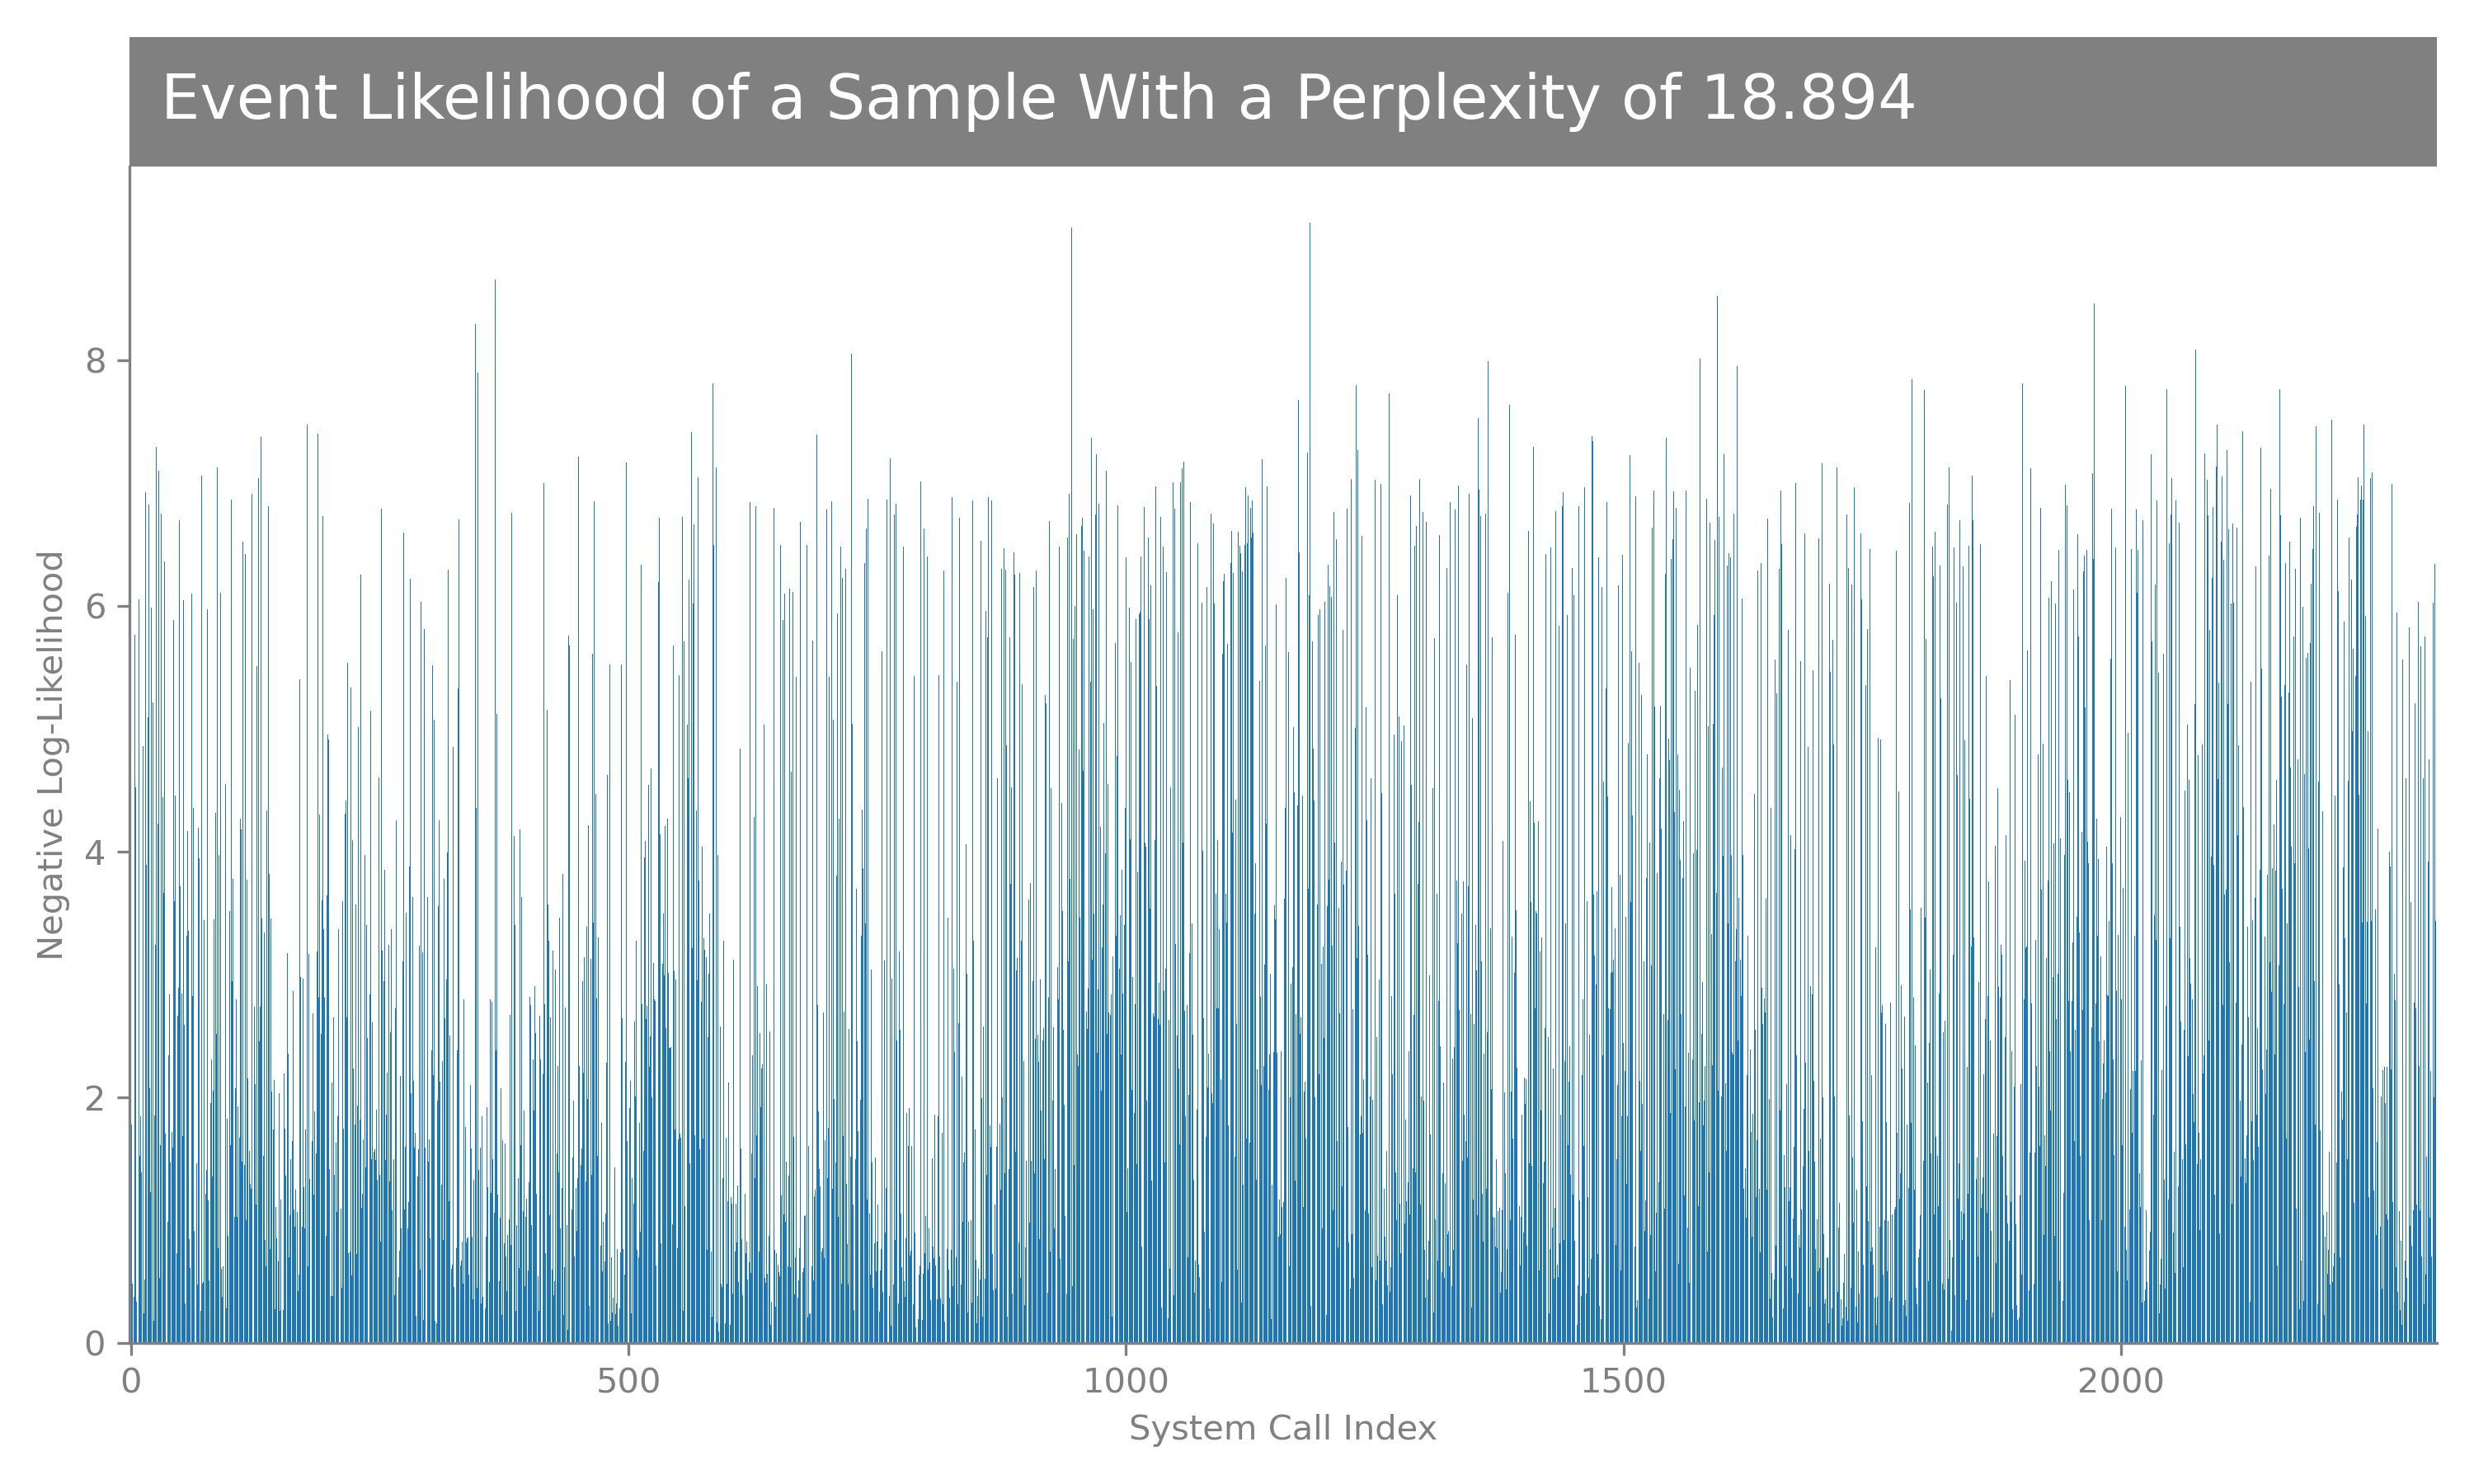 Event Likelihood of a Sample With a Perplexity of 18.894
Negative Log-Likelihood
8
6
4
2
0
0 500 1000 1500 2000
System Call Index